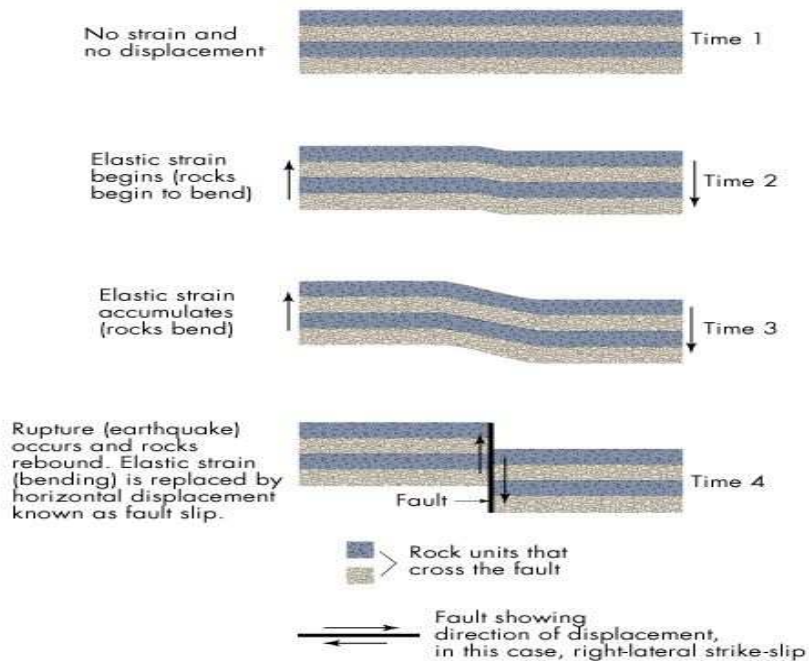 No strain and
no displacement
Time 1
Elastic strain
begins (rocks
begin to bend)
Time 2
Elastic strain
accumulates
(rocks bend)
Time 3
Rupture (earthquake)
occurs and rocks
rebound. Elastic strain
(bending) is replaced by
horizontal displacement
known as fault slip.
Fault
Time 4
Rock units that
cross the fault
Fault showing
direction of displacement,
in this case, right-lateral strike-slip